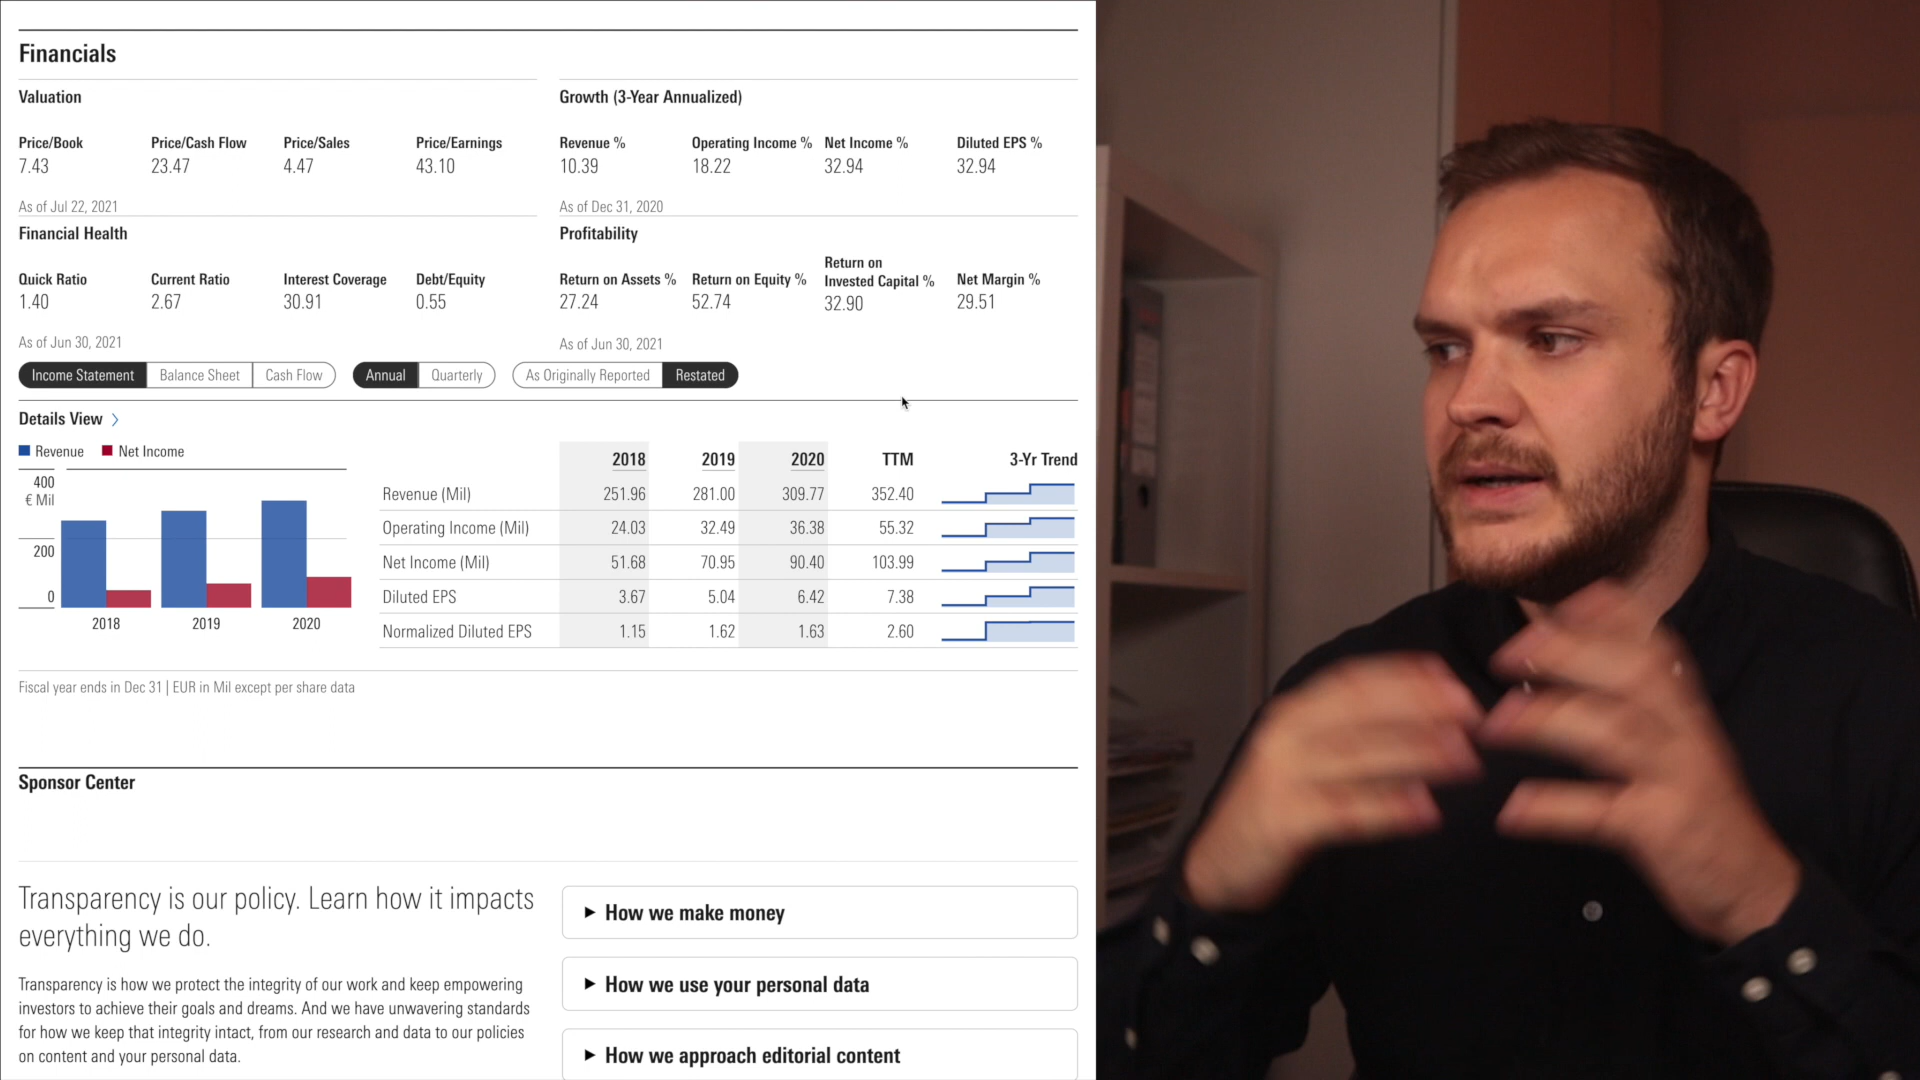 Financials
Valuation
Price/Book Price/Cash Flow Price/Sales Price/Earnings
7.43 23.47 4.47 43.10
As of Jul 22, 2021
Growth (3-Year Annualized)
Revenue % Operating Income % Net Income % Diluted EPS %
10.39 18.22 32.94 32.94
As of Dec 31, 2020
Financial Health
Quick Ratio Current Ratio Interest Coverage Debt/Equity
1.40 2.67 30.91 0.55
As of Jun 30, 2021
Profitability
Return on Assets % Return on Equity % Return on Invested Capital % Net Margin %
27.24 52.74 32.90 29.51
As of Jun 30, 2021
Income Statement Balance Sheet Cash Flow Annual Quarterly As Originally Reported Restated
Details View
Revenue Net Income
400
€ Mil
200
0
2018 2019 2020
2018 2019 2020 TTM 3-Yr Trend
Revenue (Mil) 251.96 281.00 309.77 352.40
Operating Income (Mil) 24.03 32.49 36.38 55.32
Net Income (Mil) 51.68 70.95 90.40 103.99
Diluted EPS 3.67 5.04 6.42 7.38
Normalized Diluted EPS 1.15 1.62 1.63 2.60
Fiscal year ends in Dec 31 | EUR in Mil except per share data
Sponsor Center
Transparency is our policy. Learn how it impacts
everything we do.
Transparency is how we protect the integrity of our work and keep empowering
investors to achieve their goals and dreams. And we have unwavering standards
for how we keep that integrity intact, from our research and data to our policies
on content and your personal data.
How we make money
How we use your personal data
How we approach editorial content